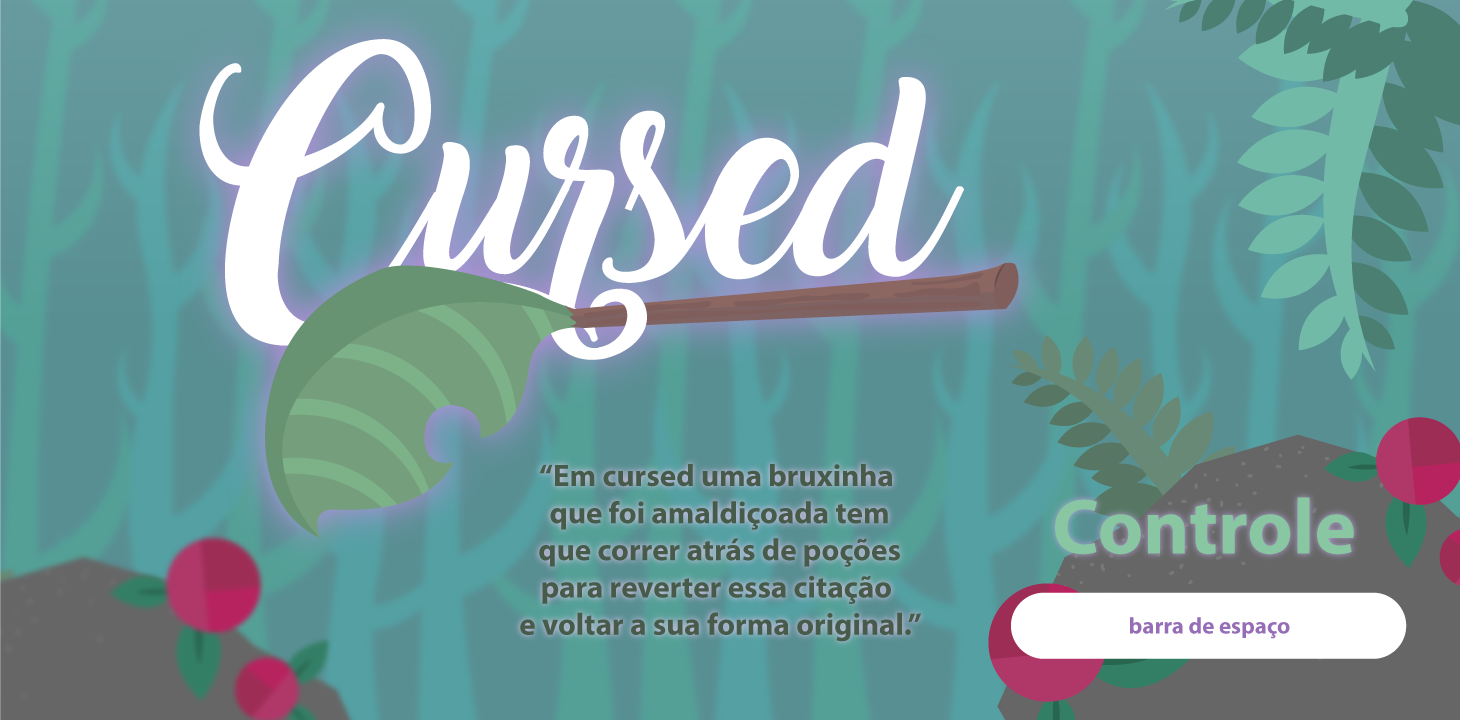 Cursed
“Em cursed uma bruxinha
que foi amaldiçoada tem
que correr atrás de poções
para reverter essa citação
e voltar a sua forma original.”
Controle
barra de espaço